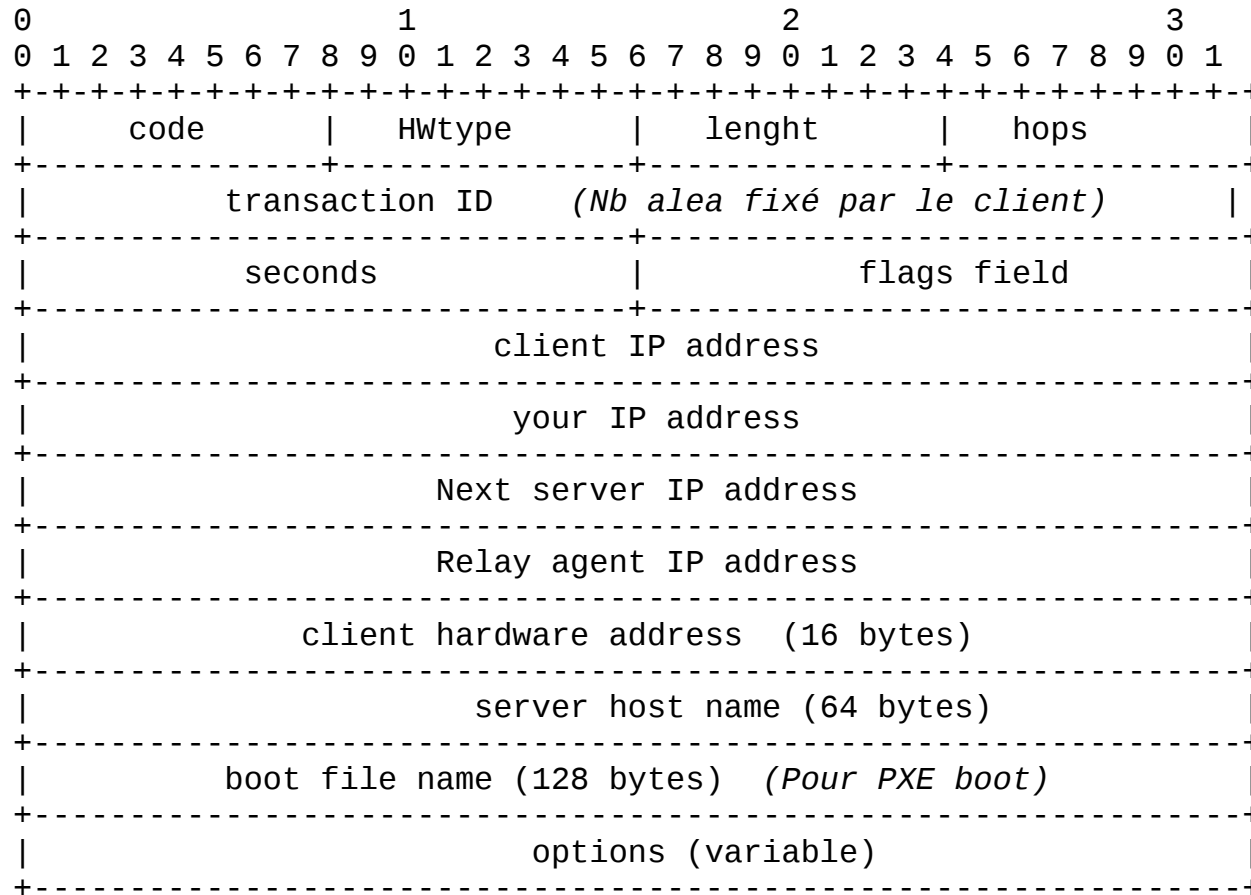 0 1 2 3
0 1 2 3 4 5 6 7 8 9 0 1 2 3 4 5 6 7 8 9 0 1 2 3 4 5 6 7 8 9 0 1
+-+-+-+-+-+-+-+-+-+-+-+-+-+-+-+-+-+-+-+-+-+-+-+-+-+-+-+-+-+-+-+-+
| code | HWtype | lenght | hops |
+---------------+---------------+---------------+---------------+
| transaction ID (Nb alea fixé par le client) |
+-------------------------------+-------------------------------+
| seconds | flags field |
+-------------------------------+-------------------------------+
| client IP address |
+---------------------------------------------------------------+
| your IP address |
+---------------------------------------------------------------+
| Next server IP address |
+---------------------------------------------------------------+
| Relay agent IP address |
+---------------------------------------------------------------+
| client hardware address (16 bytes) |
+---------------------------------------------------------------+
| server host name (64 bytes) |
+---------------------------------------------------------------+
| boot file name (128 bytes) (Pour PXE boot) |
+---------------------------------------------------------------+
| options (variable) |
+---------------------------------------------------------------+